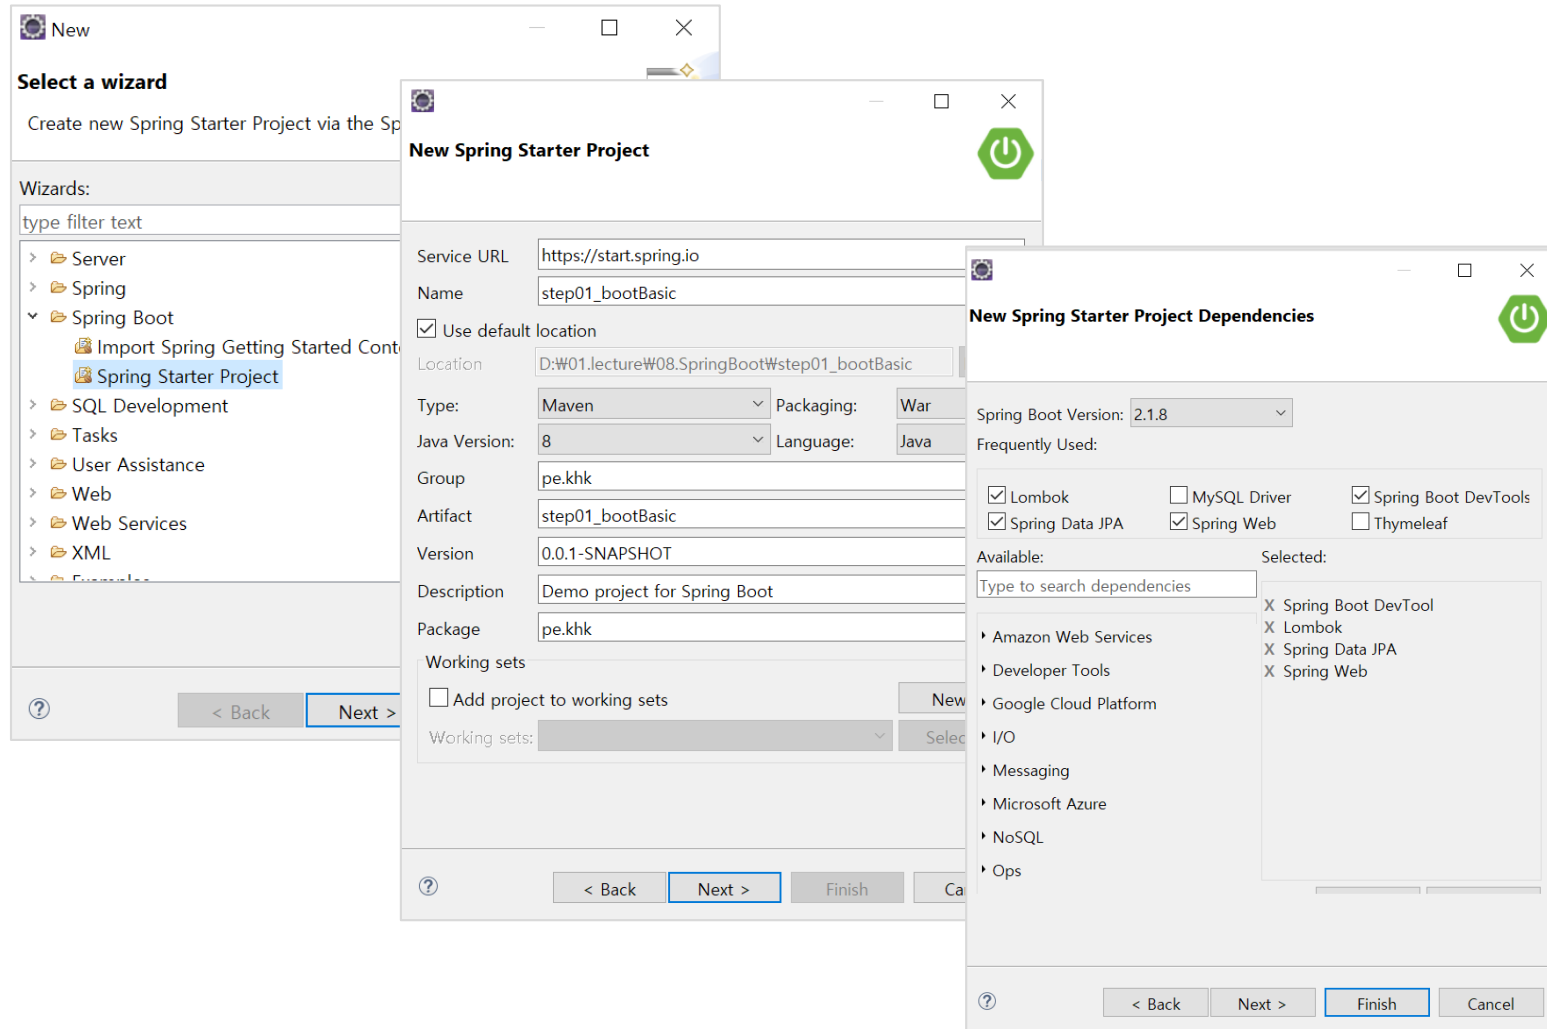 New
Select a wizard
Create new Spring Starter Project via the Sp
Wizards:
type filter text
Server
Spring
Spring Boot
Import Spring Getting Started Cont
Spring Starter Project
SQL Development
Tasks
User Assistance
Web
Web Services
XML
Examples
< Back
Next >
New Spring Starter Project
Service URL https://start.spring.io
Name step01_bootBasic
Use default location
Location D:₩01.lecture₩08.SpringBoot₩step01_bootBasic
Type: Maven Packaging: War
Java Version: 8 Language: Java
Group pe.khk
Artifact step01_bootBasic
Version 0.0.1-SNAPSHOT
Description Demo project for Spring Boot
Package pe.khk
Working sets
Add project to working sets New
Working sets: Selec
< Back Next > Finish Ca
New Spring Starter Project Dependencies
Spring Boot Version: 2.1.8
Frequently Used:
Lombok MySQL Driver Spring Boot DevTools
Spring Data JPA Spring Web Thymeleaf
Available: Selected:
Type to search dependencies
Amazon Web Services
Developer Tools
Google Cloud Platform
I/O
Messaging
Microsoft Azure
NoSQL
Ops
X Spring Boot DevTool
X Lombok
X Spring Data JPA
X Spring Web
< Back Next > Finish Cancel